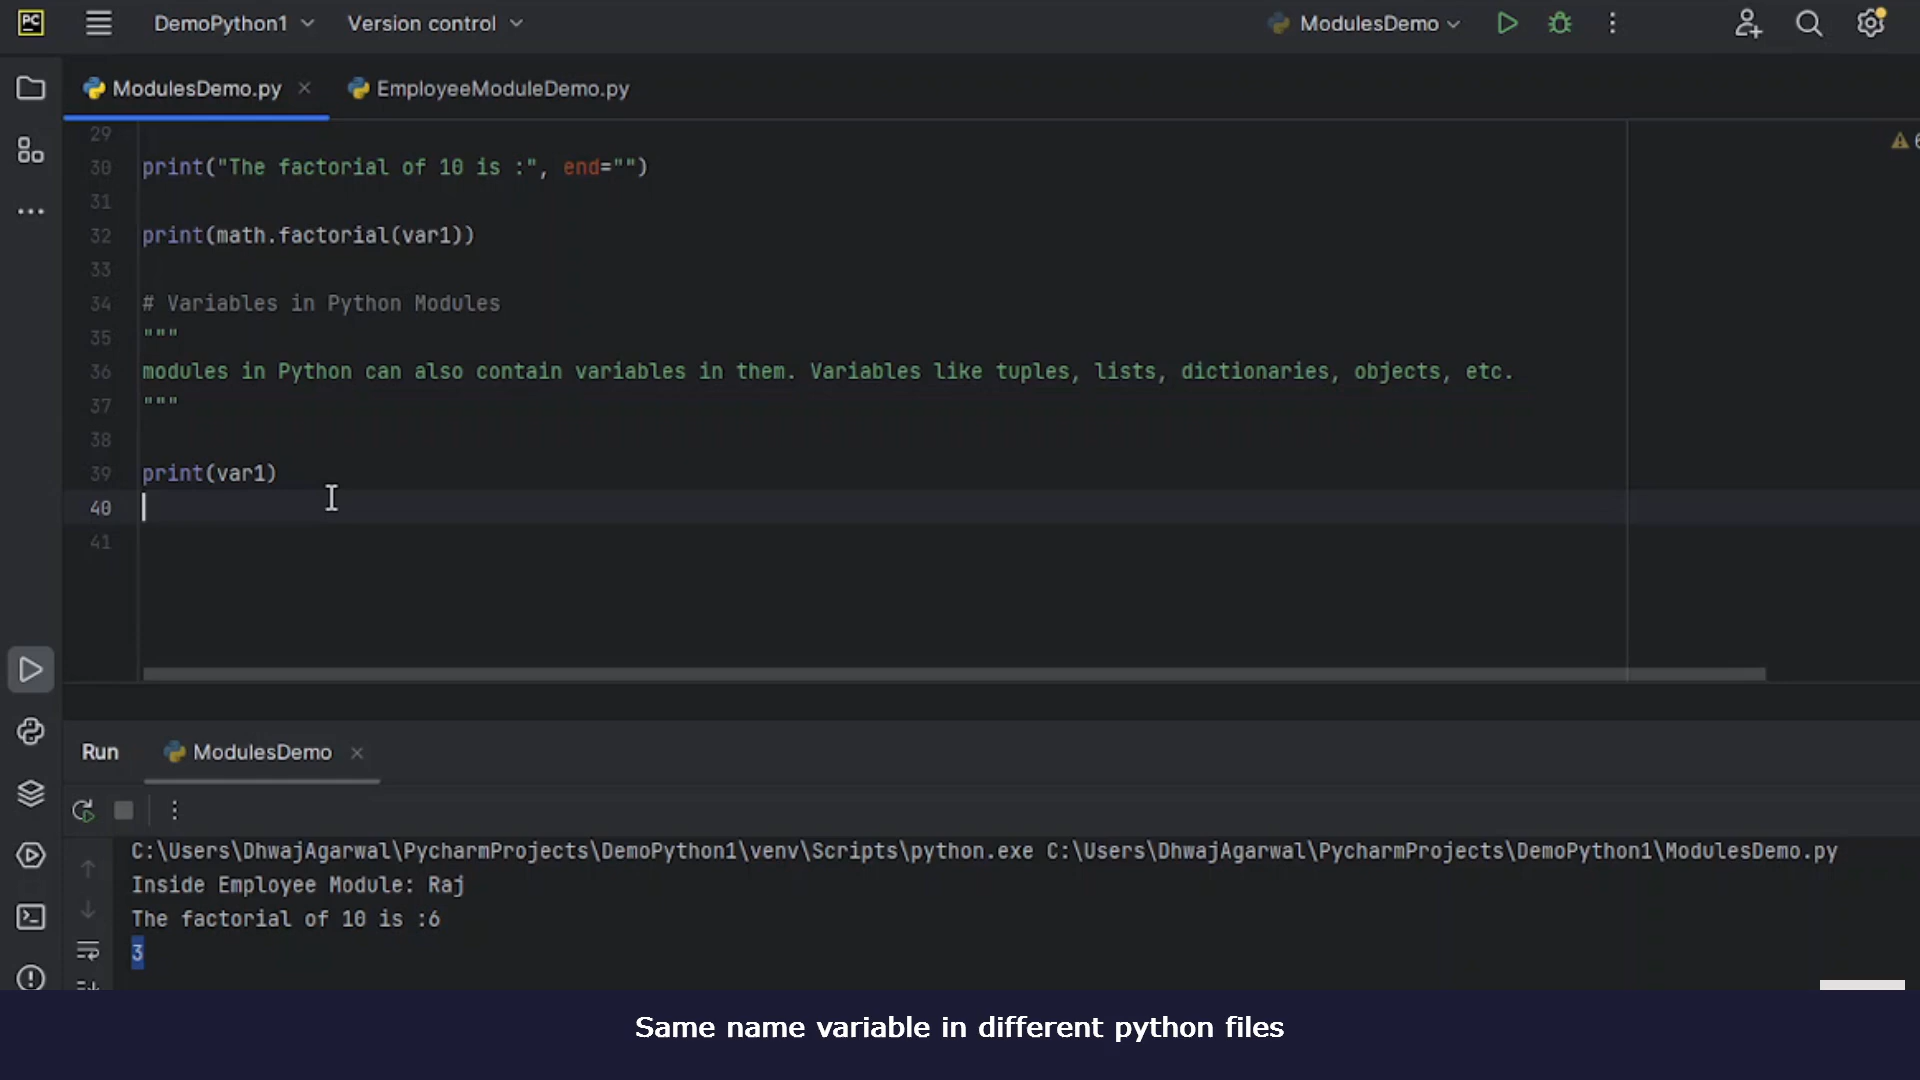 PC DemoPython1 Version control ModulesDemo
ModulesDemo.py EmployeeModuleDemo.py
29
30 print("The factorial of 10 is :", end="")
31
32 print(math.factorial(var1))
33
34 # Variables in Python Modules
35 """
36 modules in Python can also contain variables in them. Variables like tuples, lists, dictionaries, objects, etc.
37 """
38
39 print(var1)
40
41
Run ModulesDemo
C:\Users\DhwajAgarwal\PycharmProjects\DemoPython1\venv\Scripts\python.exe C:\Users\DhwajAgarwal\PycharmProjects\DemoPython1\ModulesDemo.py
Inside Employee Module: Raj
The factorial of 10 is :6
3
Same name variable in different python files